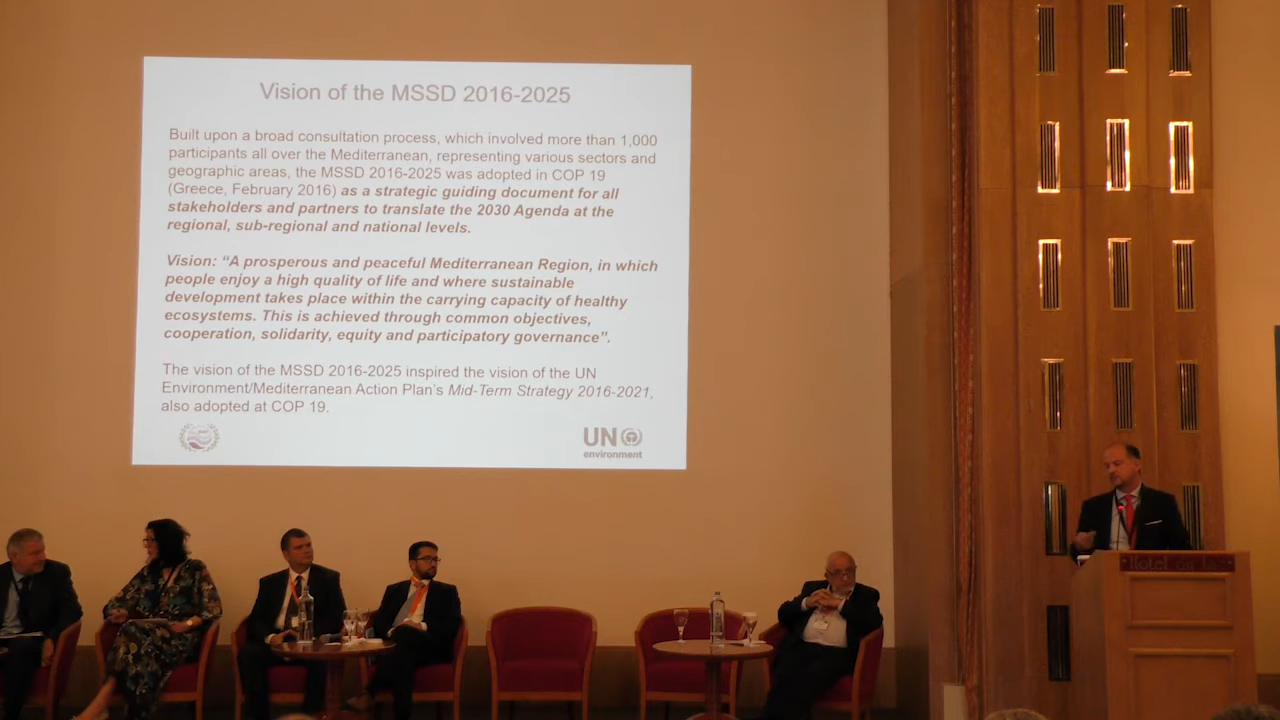 Vision of the MSSD 2016-2025
Built upon a broad consultation process, which involved more than 1,000
participants all over the Mediterranean, representing various sectors and
geographic areas, the MSSD 2016-2025 was adopted in COP 19
(Greece, February 2016) as a strategic guiding document for all
stakeholders and partners to translate the 2030 Agenda at the
regional, sub-regional and national levels.
Vision: “A prosperous and peaceful Mediterranean Region, in which
people enjoy a high quality of life and where sustainable
development takes place within the carrying capacity of healthy
ecosystems. This is achieved through common objectives,
cooperation, solidarity, equity and participatory governance”.
The vision of the MSSD 2016-2025 inspired the vision of the UN
Environment/Mediterranean Action Plan’s Mid-Term Strategy 2016-2021,
also adopted at COP 19.
UN
environment
Hotel